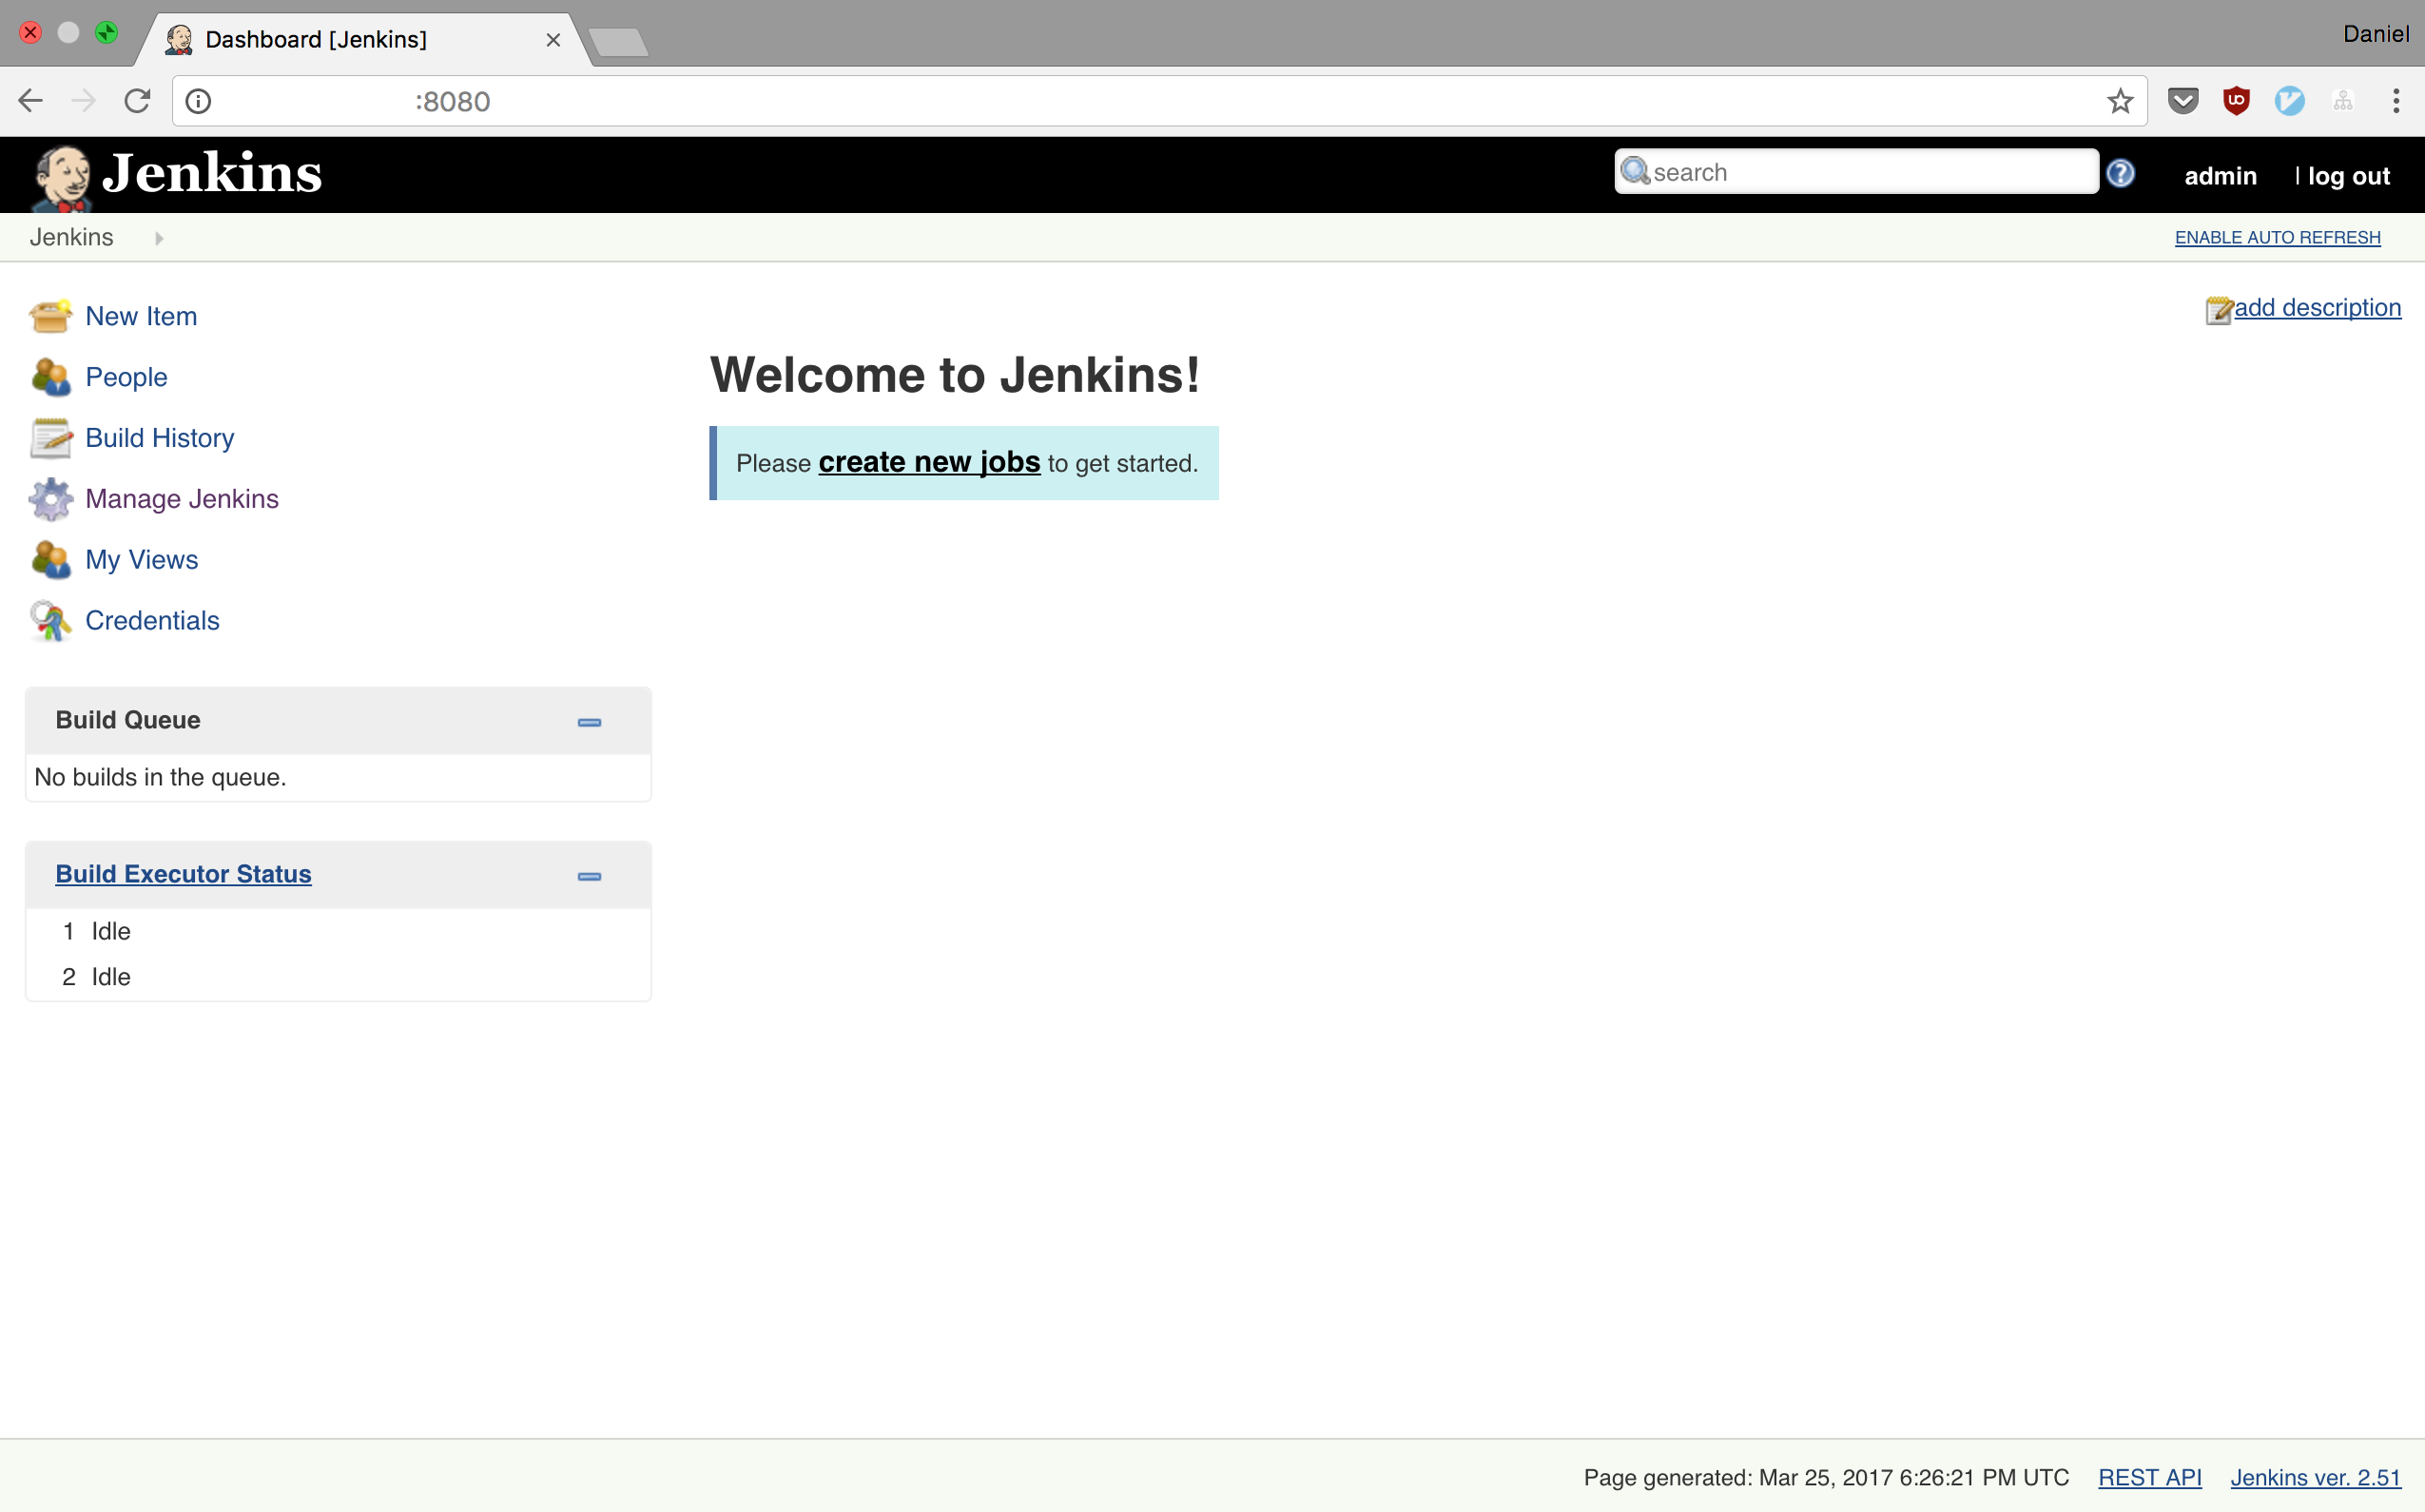 Dashboard [Jenkins]
Daniel
:8080
Jenkins
search
admin
| log out
Jenkins
ENABLE AUTO REFRESH
New Item
People
Build History
Manage Jenkins
My Views
Credentials
add description
Welcome to Jenkins!
Please create new jobs to get started.
Build Queue
No builds in the queue.
Build Executor Status
1 Idle
2 Idle
Page generated: Mar 25, 2017 6:26:21 PM UTC REST API Jenkins ver. 2.51